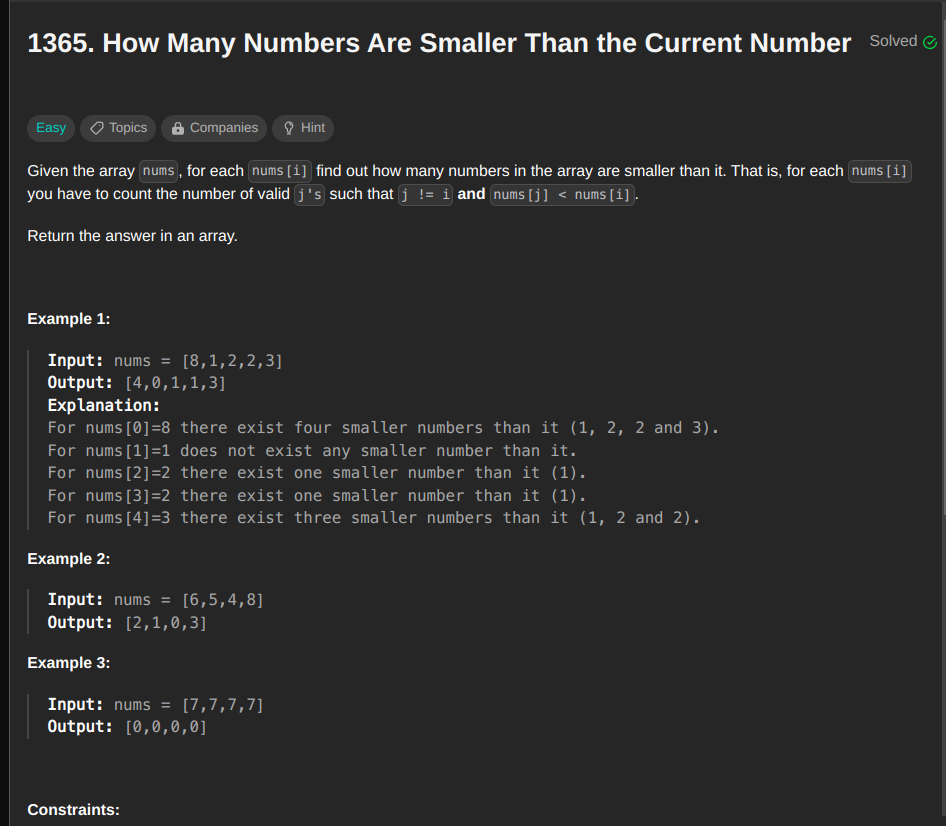 1365. How Many Numbers Are Smaller Than the Current Number Solved
Easy Topics Companies Hint
Given the array nums, for each nums[i] find out how many numbers in the array are smaller than it. That is, for each nums[i]
you have to count the number of valid j's such that j != i and nums[j] < nums[i].
Return the answer in an array.
Example 1:
Input: nums = [8,1,2,2,3]
Output: [4,0,1,1,3]
Explanation:
For nums[0]=8 there exist four smaller numbers than it (1, 2, 2 and 3).
For nums[1]=1 does not exist any smaller number than it.
For nums[2]=2 there exist one smaller number than it (1).
For nums[3]=2 there exist one smaller number than it (1).
For nums[4]=3 there exist three smaller numbers than it (1, 2 and 2).
Example 2:
Input: nums = [6,5,4,8]
Output: [2,1,0,3]
Example 3:
Input: nums = [7,7,7,7]
Output: [0,0,0,0]
Constraints: